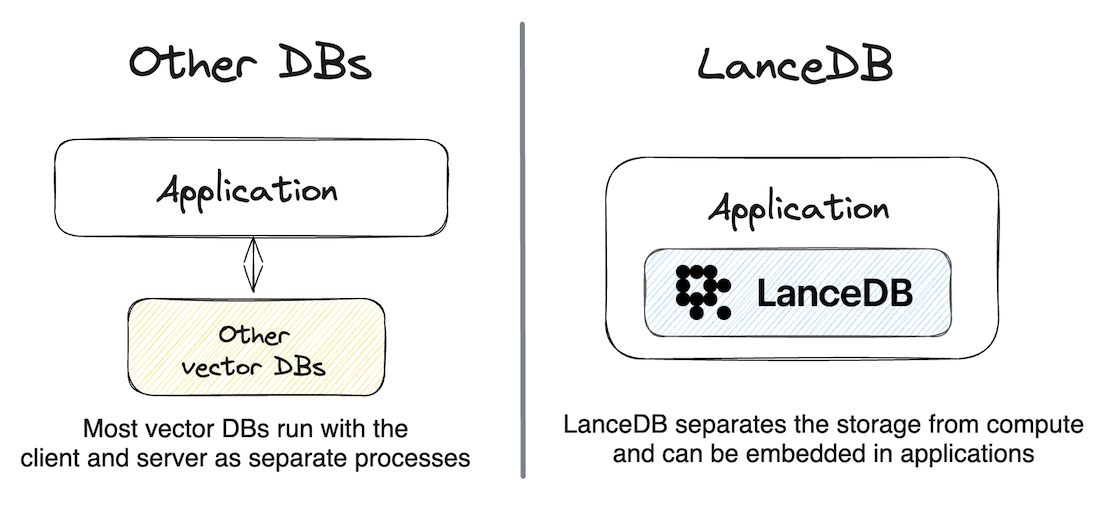 Other DBs
Application
Other
vector DBs
Most vector DBs run with the
client and server as separate processes
LanceDB
Application
LanceDB
LanceDB separates the storage from compute
and can be embedded in applications